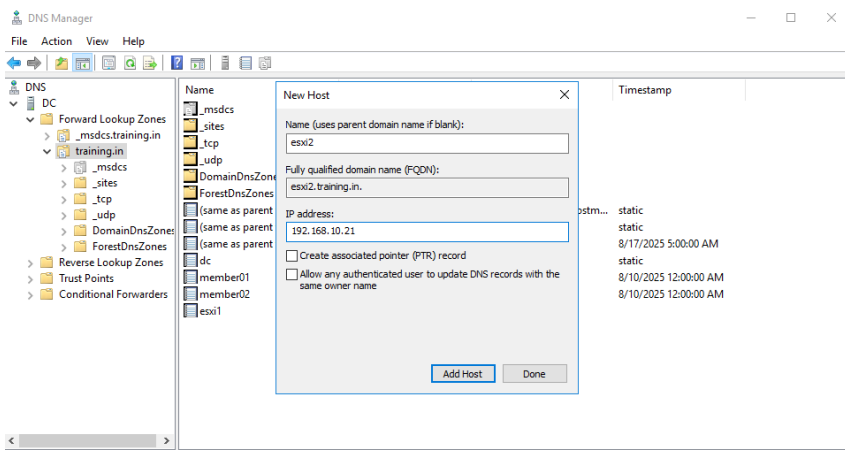 DNS Manager
File Action View Help
DNS
DC
Forward Lookup Zones
_msdcs.training.in
training.in
_msdcs
_sites
_tcp
_udp
DomainDnsZones
ForestDnsZones
Reverse Lookup Zones
Trust Points
Conditional Forwarders
Name Timestamp
_msdcs
_sites
_tcp
_udp
DomainDnsZone
ForestDnsZones
(same as parent ostm... static
(same as parent static
(same as parent 8/17/2025 5:00:00 AM
dc static
member01 8/10/2025 12:00:00 AM
member02 8/10/2025 12:00:00 AM
esxi1
New Host
Name (uses parent domain name if blank):
esxi2
Fully qualified domain name (FQDN):
esxi2.training.in.
IP address:
192.168.10.21
Create associated pointer (PTR) record
Allow any authenticated user to update DNS records with the
same owner name
Add Host Done